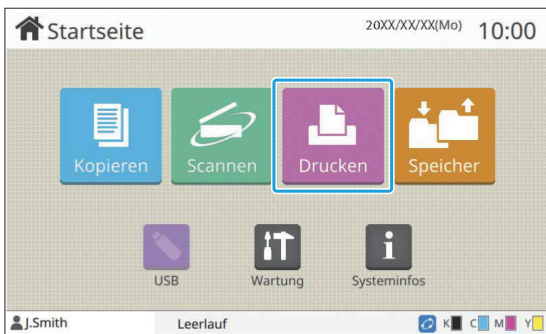 Startseite
20XX/XX/XX(Mo) 10:00
Kopieren Scannen Drucken Speicher
USB Wartung Systeminfos
J.Smith Leerlauf K C M Y